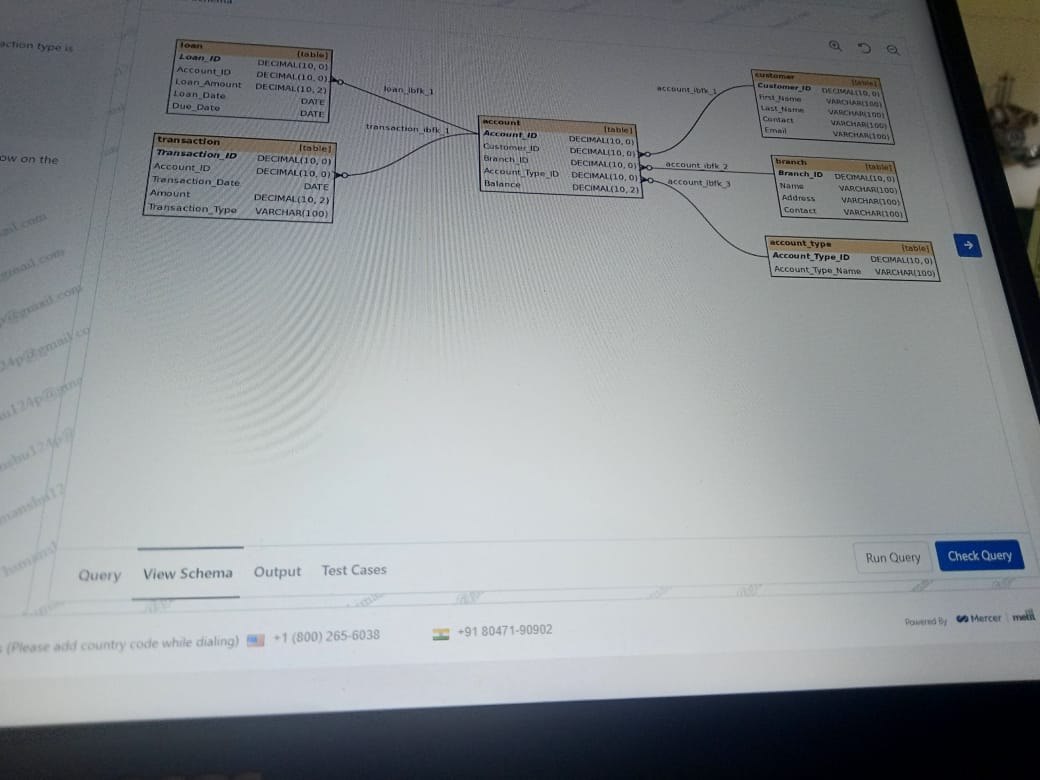 action type is
ow on the
loan [table]
Loan_ID DECIMAL(10, 0)
Account_ID DECIMAL(10, 0)
Loan_Amount DECIMAL(10, 2)
Loan_Date DATE
Due_Date DATE
transaction [table]
Transaction_ID DECIMAL(10, 0)
Account_ID DECIMAL(10, 0)
Transaction_Date DATE
Amount DECIMAL(10, 2)
Transaction_Type VARCHAR(100)
loan_ibfk_1
transaction_ibfk_1
account [table]
Account_ID DECIMAL(10, 0)
Customer_ID DECIMAL(10, 0)
Branch_ID DECIMAL(10, 0)
Account_Type_ID DECIMAL(10, 0)
Balance DECIMAL(10, 2)
account_ibfk_1
account_ibfk_2
account_ibfk_3
customer [table]
Customer_ID DECIMAL(10, 0)
First_Name VARCHAR(100)
Last_Name VARCHAR(100)
Contact VARCHAR(100)
Email VARCHAR(100)
branch [table]
Branch_ID DECIMAL(10, 0)
Name VARCHAR(100)
Address VARCHAR(100)
Contact VARCHAR(100)
account_type [table]
Account_Type_ID DECIMAL(10, 0)
Account_Type_Name VARCHAR(100)
Query View Schema Output Test Cases Run Query Check Query
(Please add country code while dialing) +1 (800) 265-6038 +91 80471-90902
Powered By Mercer | mettl